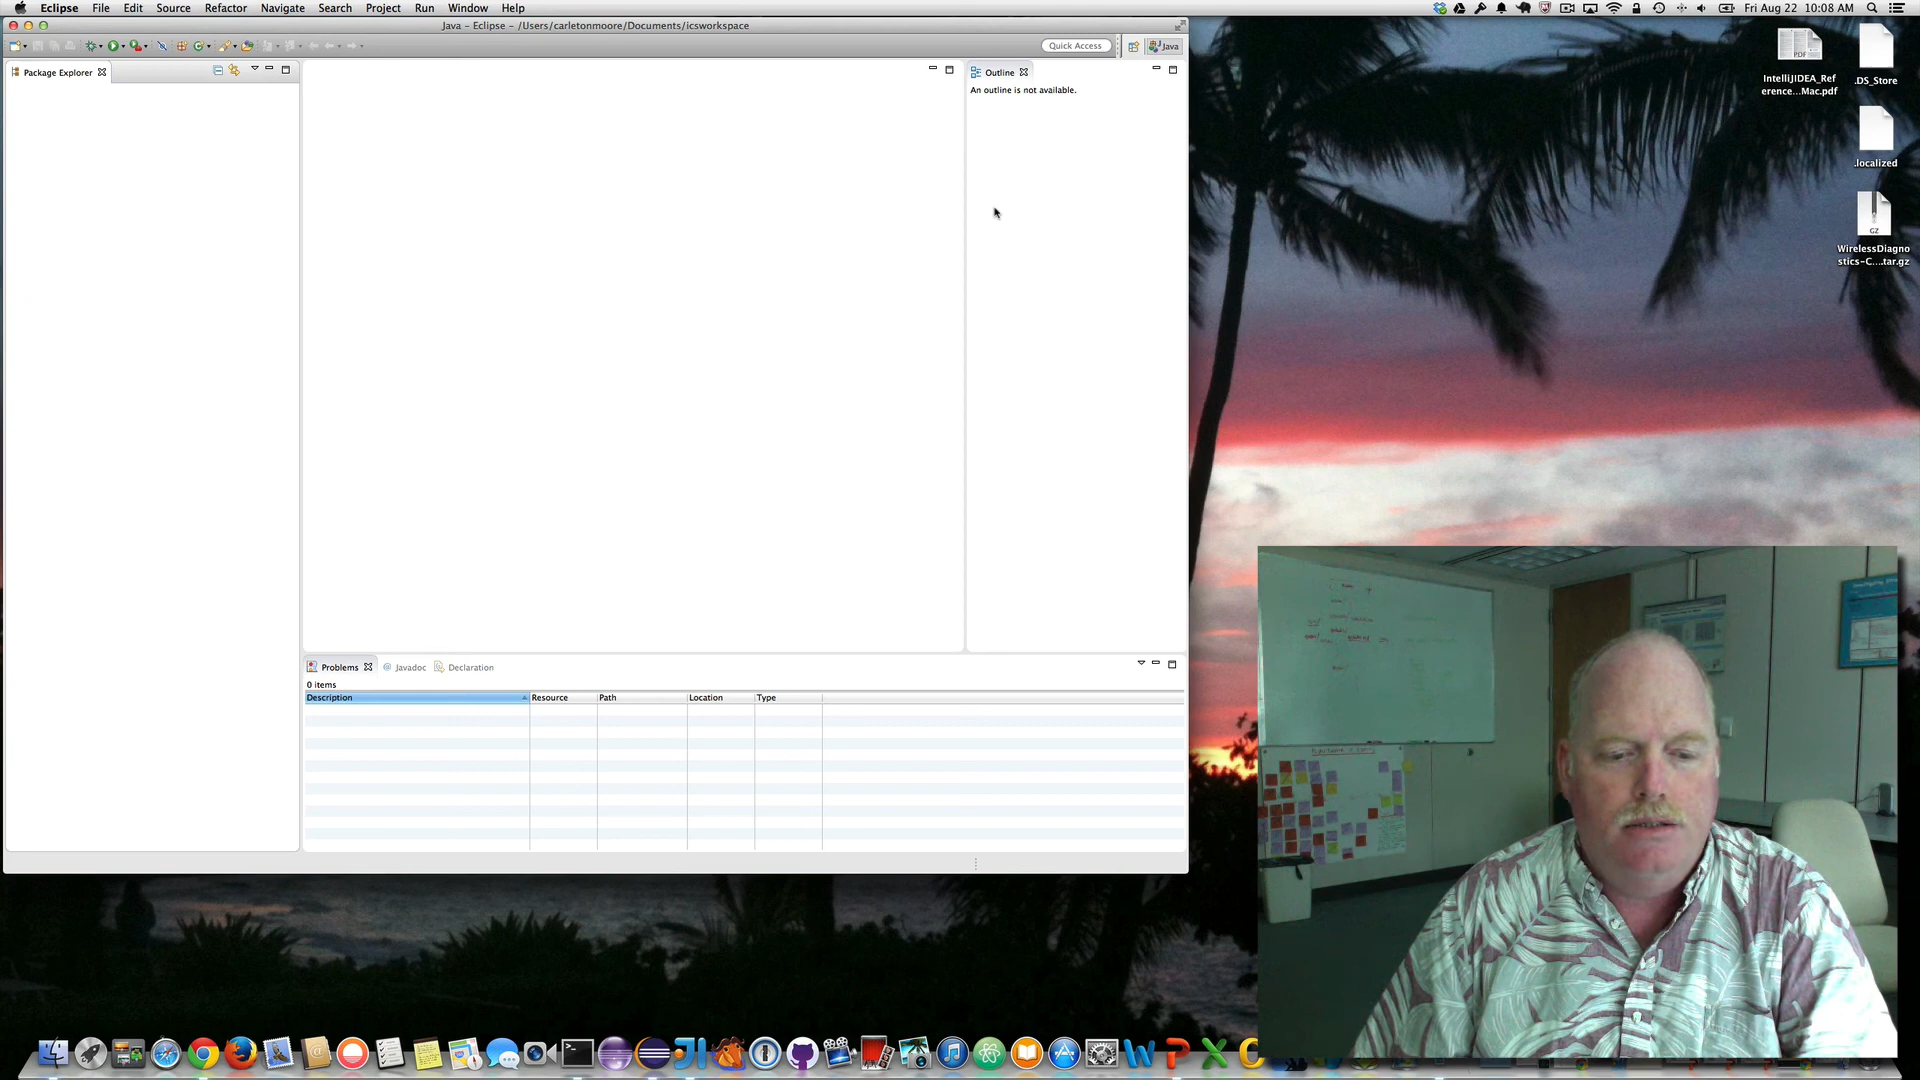 Eclipse File Edit Source Refactor Navigate Search Project Run Window Help
Fri Aug 22 10:08 AM
Java – Eclipse – /Users/carletonmoore/Documents/icsworkspace
Quick Access
Java
Package Explorer
Outline
An outline is not available.
IntelliJIDEA_Ref
erence...Mac.pdf
PDF
.DS_Store
.localized
GZ
WirelessDiagno
stics-C....tar.gz
Problems
Javadoc
Declaration
0 items
Description Resource Path Location Type